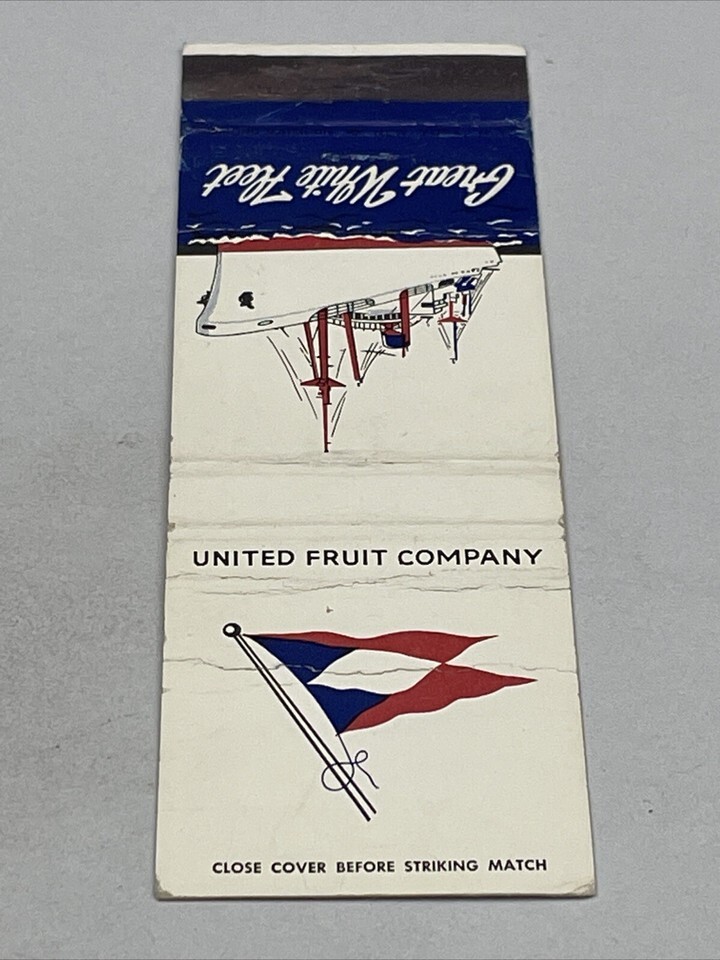 Great White Fleet
UNITED FRUIT COMPANY
CLOSE COVER BEFORE STRIKING MATCH